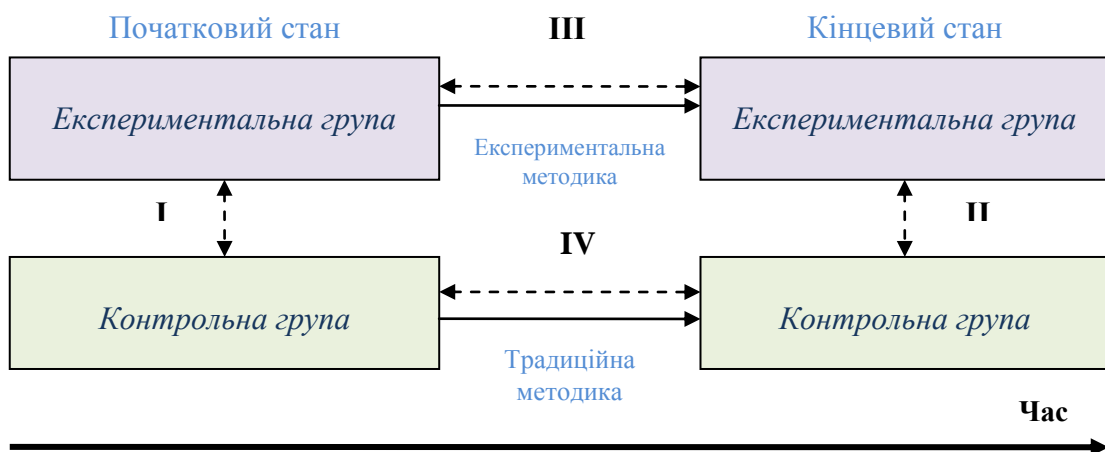 Початковий стан
III
Кінцевий стан
Експериментальна група
Експериментальна група
Експериментальна
методика
I
II
IV
Контрольна група
Контрольна група
Традиційна
методика
Час